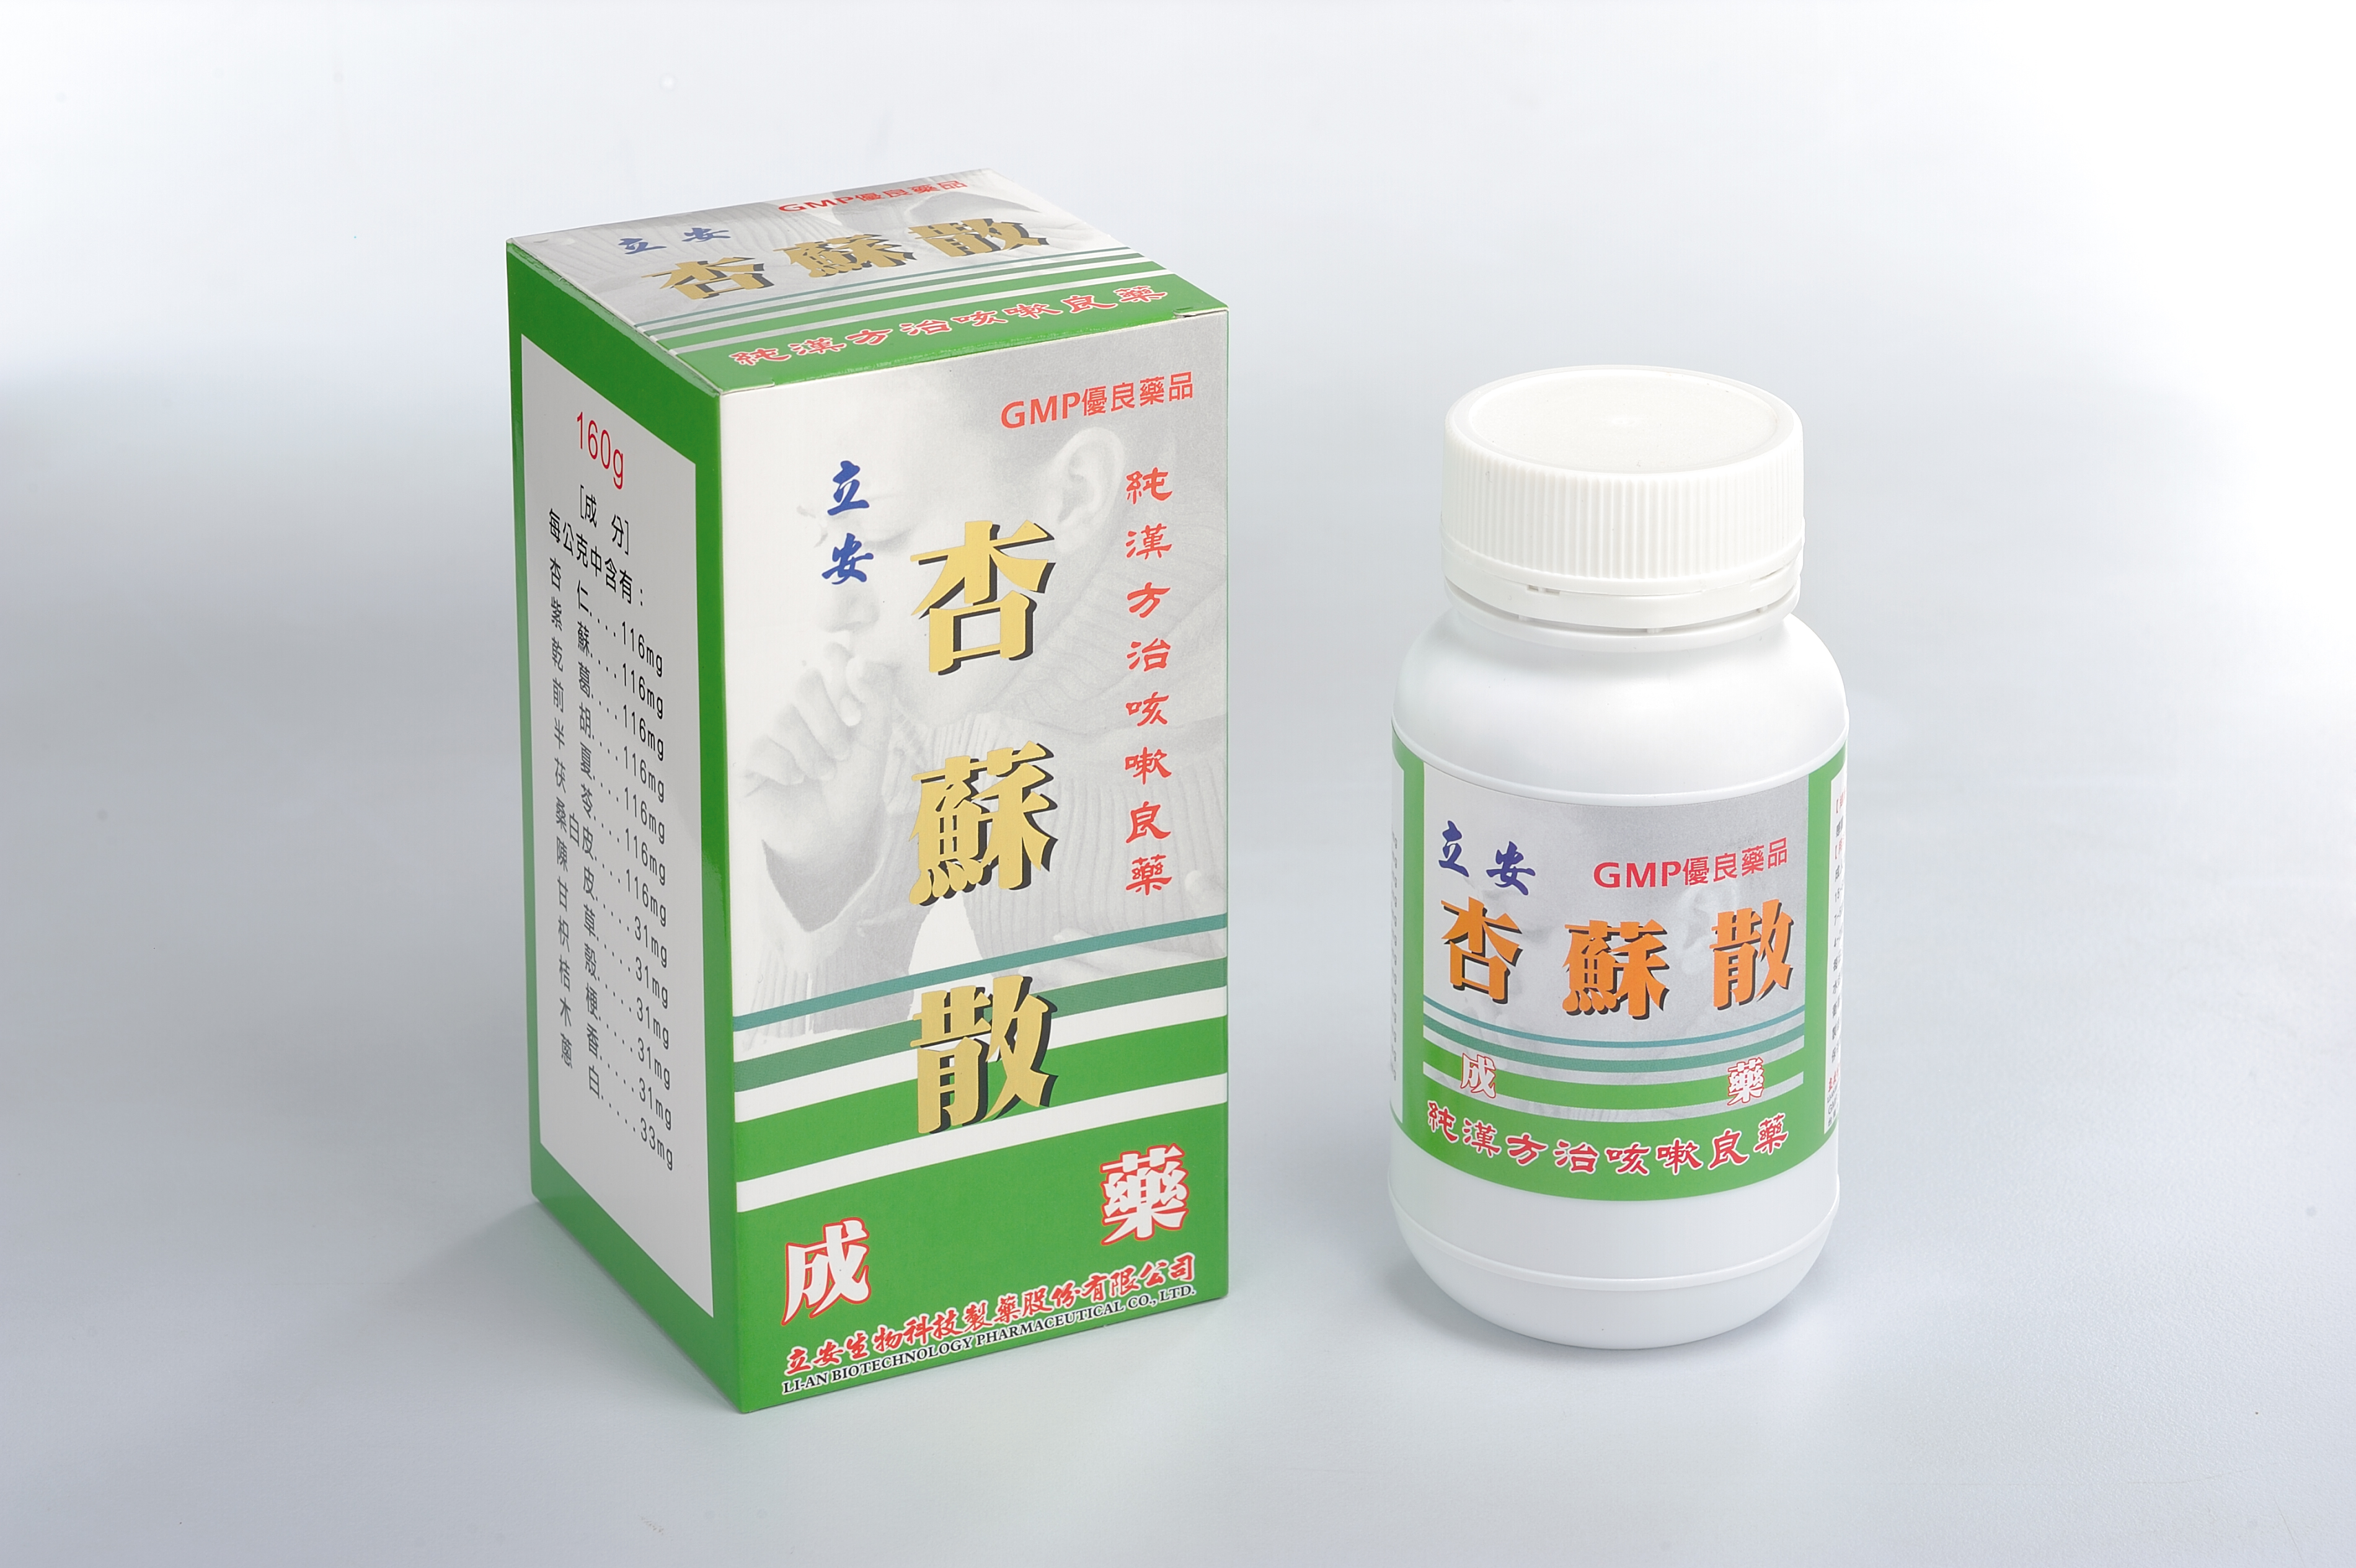 GMP優良藥品
立安
杏蘇散
純漢方治咳嗽良藥
160g
[成 分]
每公克中含有：
杏仁....116mg
紫蘇....116mg
乾葛....116mg
前胡....116mg
半夏....116mg
茯苓....116mg
桑白皮....116mg
陳皮.....31mg
甘草.....31mg
枳殼.....31mg
桔梗.....31mg
木香.....31mg
蔥白.....33mg
GMP優良藥品
立安
杏蘇散
純漢方治咳嗽良藥
成藥
立安生物科技製藥股份有限公司
LI-AN BIOTECHNOLOGY PHARMACEUTICAL CO., LTD.
立安
GMP優良藥品
杏蘇散
成藥
純漢方治咳嗽良藥